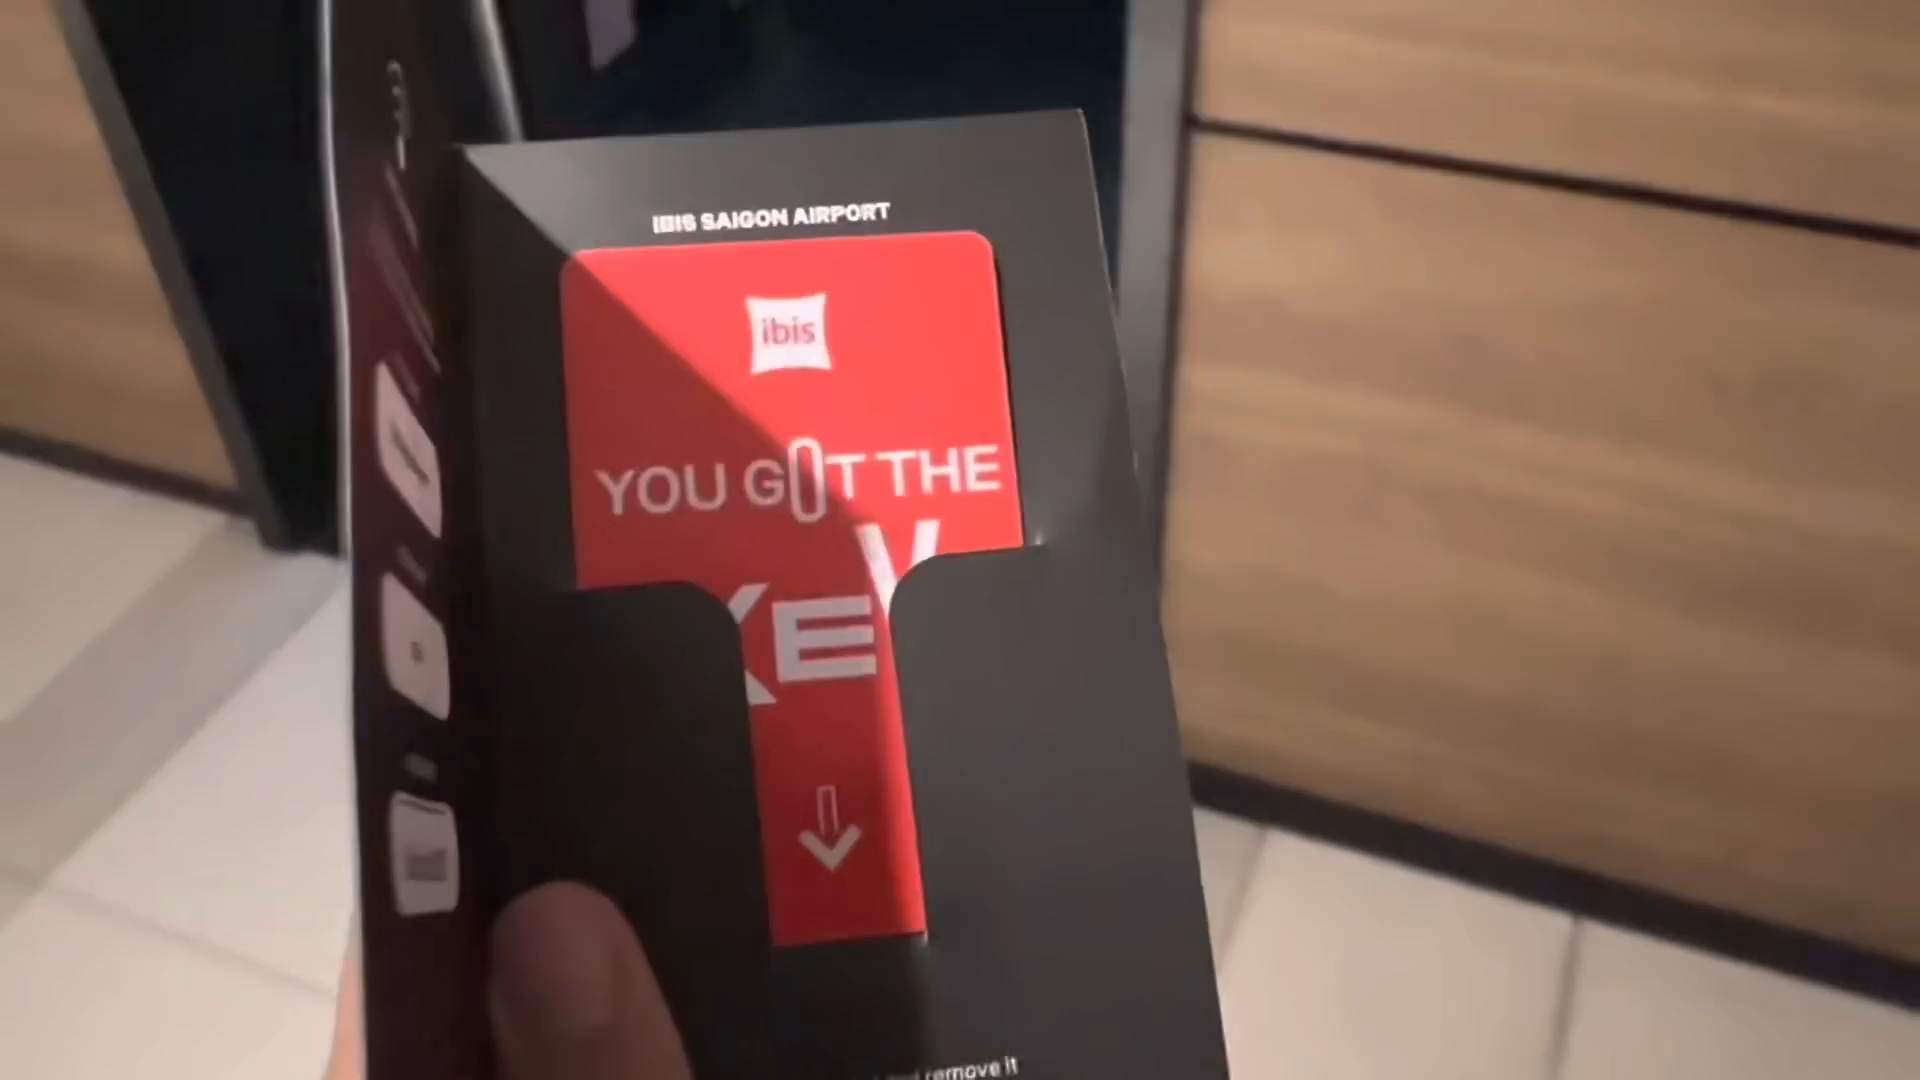 IBIS SAIGON AIRPORT
ibis
YOU GOT THE
KEY
remove it